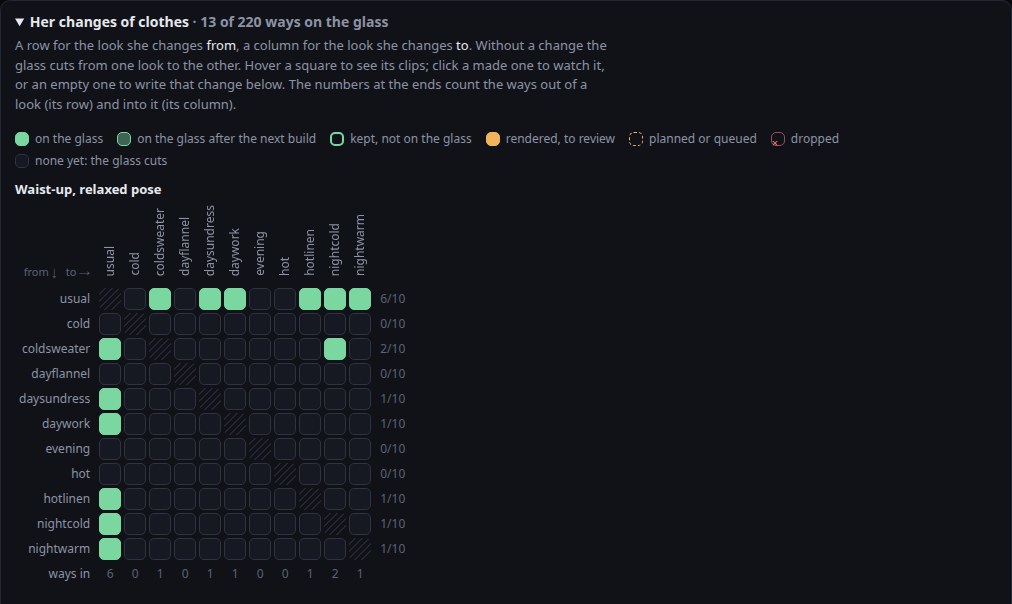 ▼ Her changes of clothes · 13 of 220 ways on the glass
A row for the look she changes from, a column for the look she changes to. Without a change the
glass cuts from one look to the other. Hover a square to see its clips; click a made one to watch it,
or an empty one to write that change below. The numbers at the ends count the ways out of a
look (its row) and into it (its column).
on the glass on the glass after the next build kept, not on the glass rendered, to review planned or queued dropped
none yet: the glass cuts
Waist-up, relaxed pose
from ↓ to → usual cold coldsweater dayflannel daysundress daywork evening hot hotlinen nightcold nightwarm
usual 6/10
cold 0/10
coldsweater 2/10
dayflannel 0/10
daysundress 1/10
daywork 1/10
evening 0/10
hot 0/10
hotlinen 1/10
nightcold 1/10
nightwarm 1/10
ways in 6 0 1 0 1 1 0 0 1 2 1